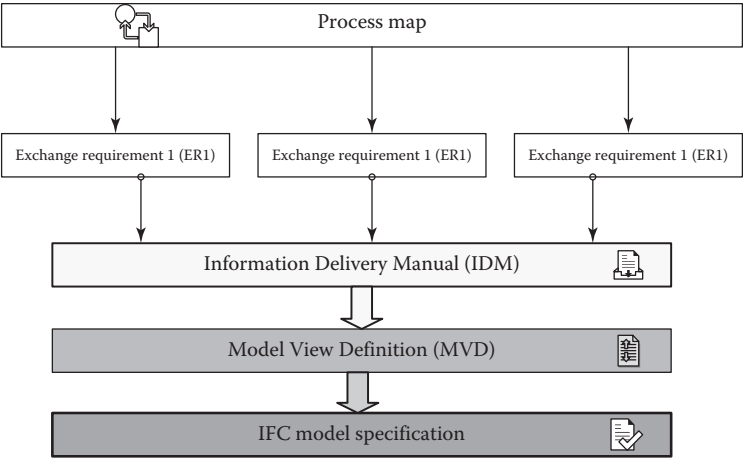 Process map
Exchange requirement 1 (ER1)
Exchange requirement 1 (ER1)
Exchange requirement 1 (ER1)
Information Delivery Manual (IDM)
Model View Definition (MVD)
IFC model specification